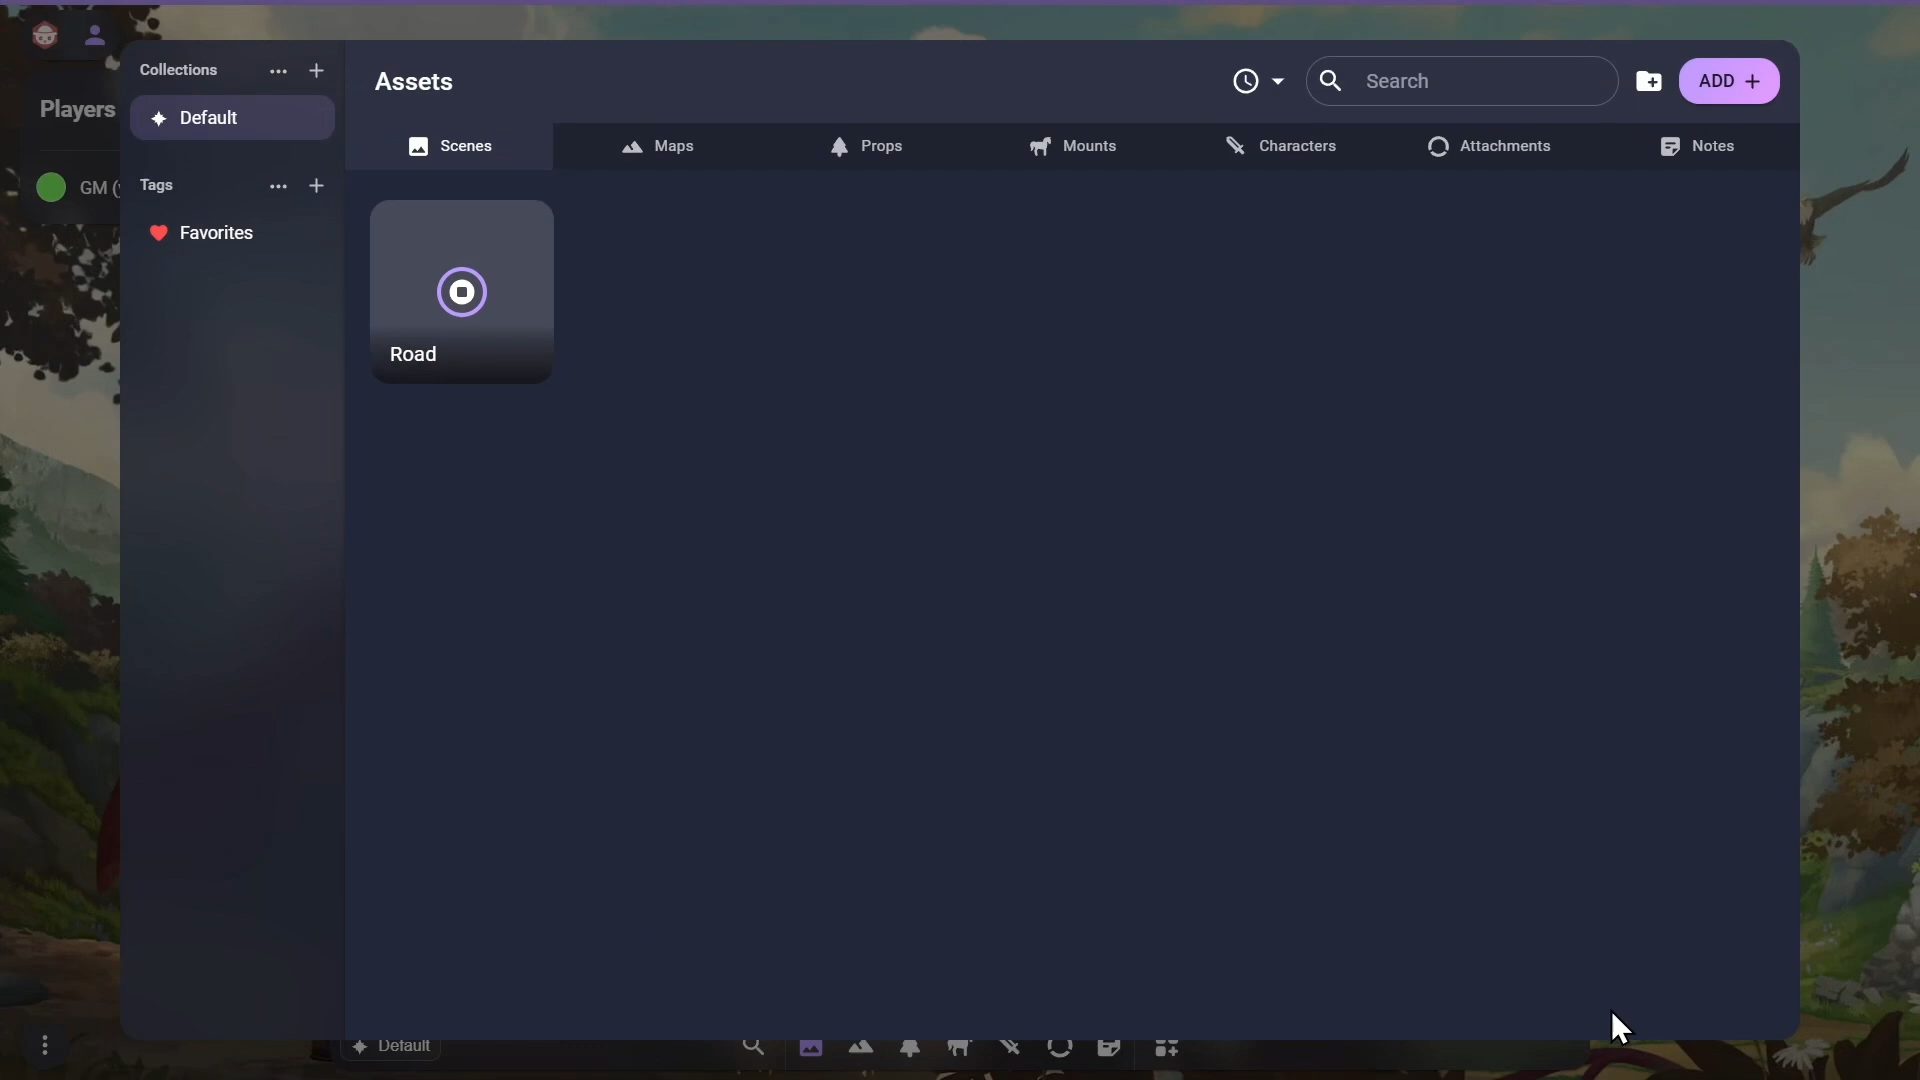 Players
GM (
Collections
Default
Tags
Favorites
Assets
Search
ADD
Scenes
Maps
Props
Mounts
Characters
Attachments
Notes
Road
Default